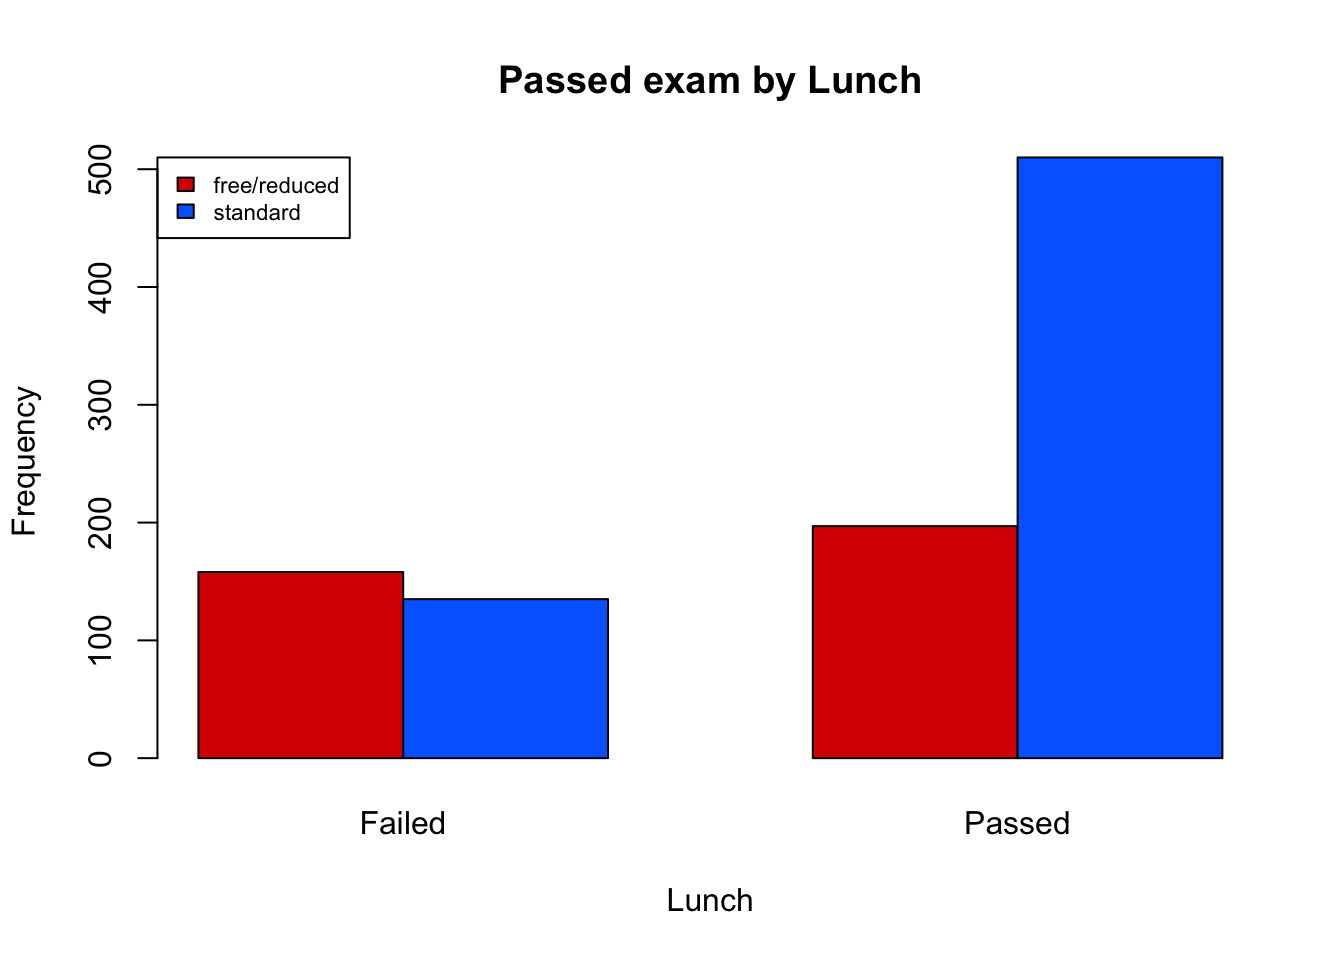 Passed exam by Lunch
free/reduced
standard
Frequency
500
400
300
200
100
0
Failed
Passed
Lunch